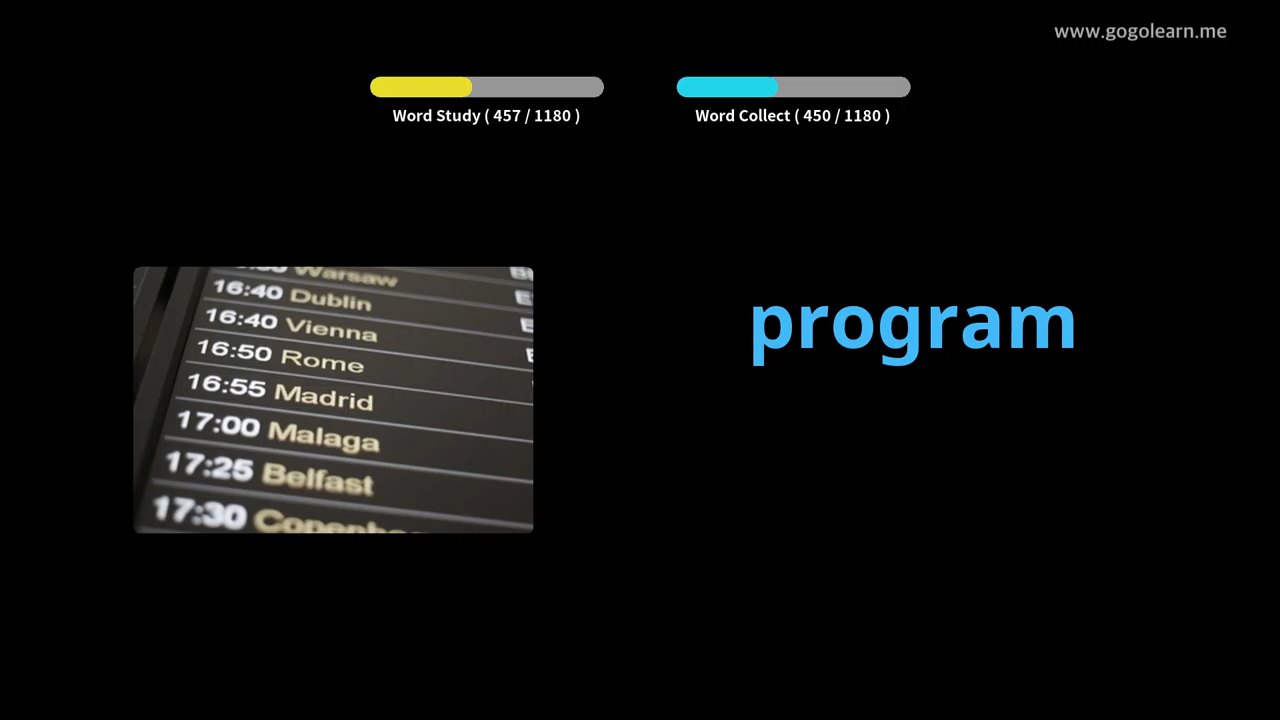 www.gogolearn.me
Word Study ( 457 / 1180 )
Word Collect ( 450 / 1180 )
Warsaw
16:40 Dublin
16:40 Vienna
16:50 Rome
16:55 Madrid
17:00 Malaga
17:25 Belfast
17:30
program